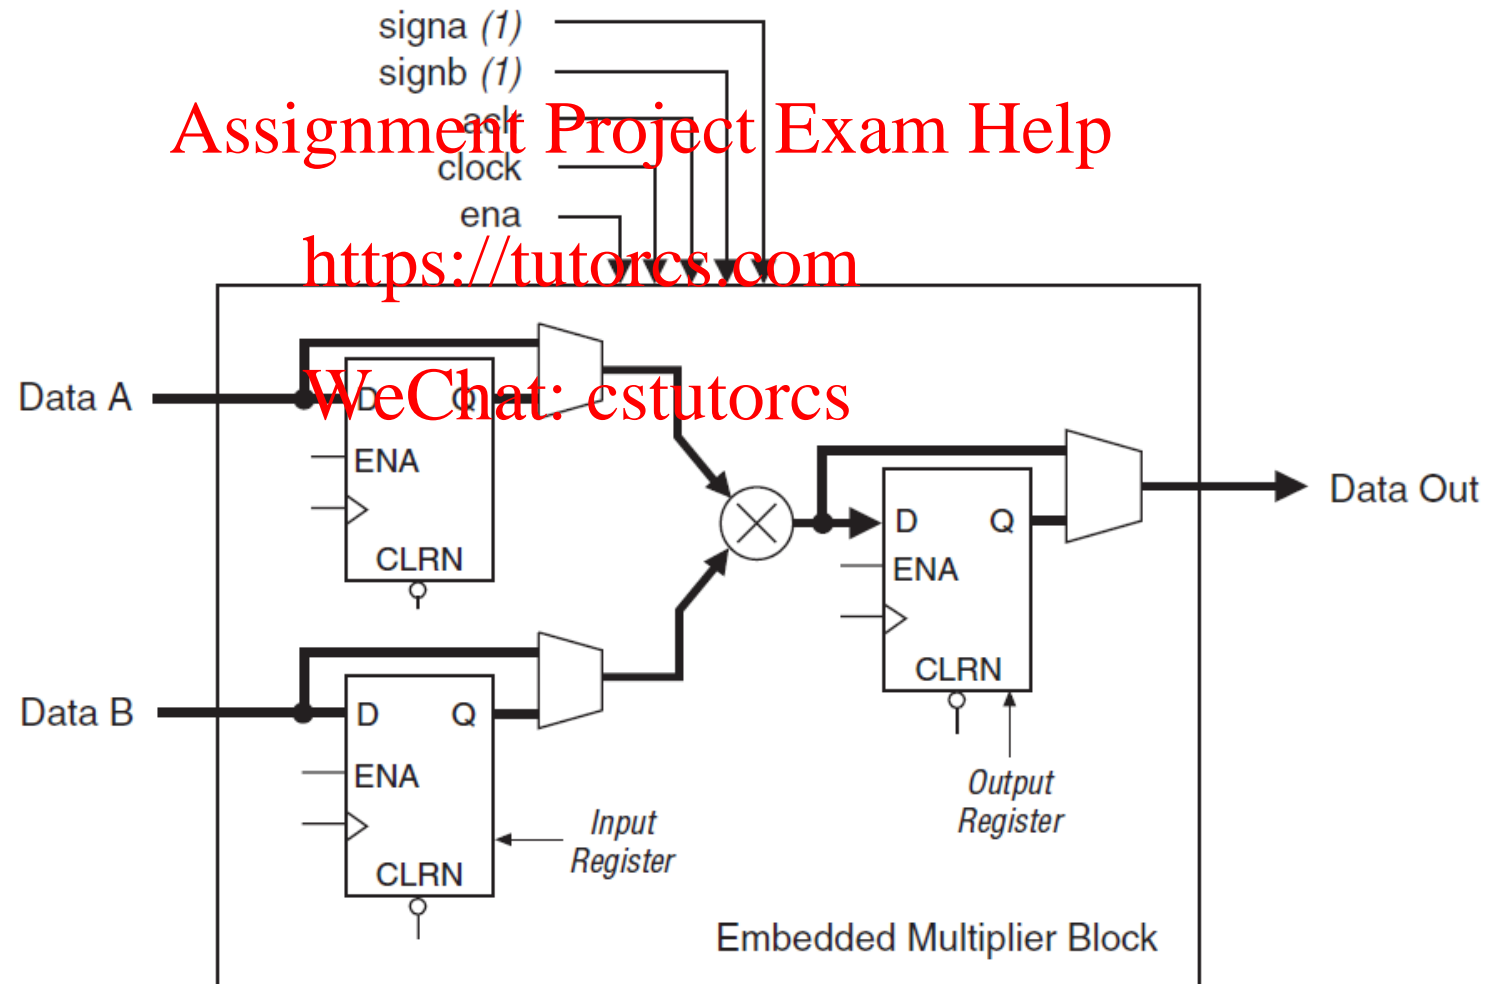 signa (1)
signb (1)
aclr
Assignment Project Exam Help
clock
ena
https://tutorcs.com
Data A
D Q
WeChat: cstutorcs
ENA
CLRN
Data Out
D Q
ENA
CLRN
Data B
D Q
ENA
CLRN
Input
Register
Output
Register
Embedded Multiplier Block